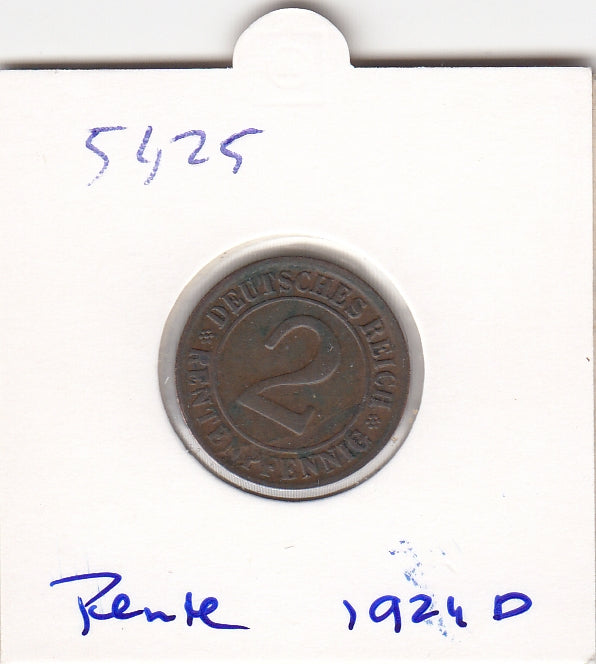 5425
DEUTSCHES REICH
2
RENTENPFENNIG
Rente 1924 D